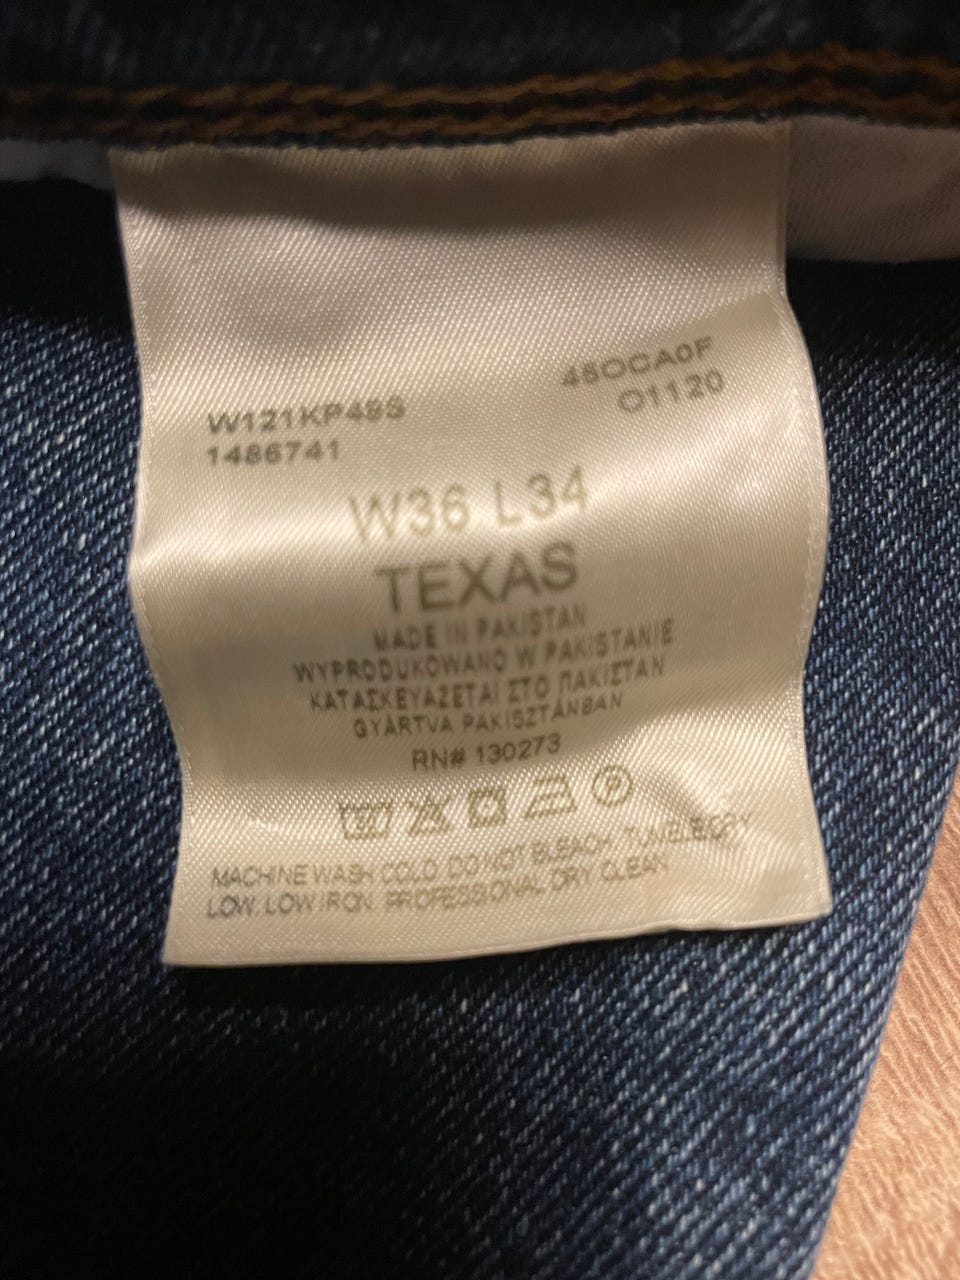 W121KP49S
1486741
45OCA0F
O1120
W36 L34
TEXAS
MADE IN PAKISTAN
WYPRODUKOWANO W PAKISTANIE
ΚΑΤΑΣΚΕΥΑΖΕΤΑΙ ΣΤΟ ΠΑΚΙΣΤΑΝ
GYÁRTVA PAKISZTÁNBAN
RN# 130273
P
MACHINE WASH COLD. DO NOT BLEACH. TUMBLE DRY
LOW. LOW IRON. PROFESSIONAL DRY CLEAN